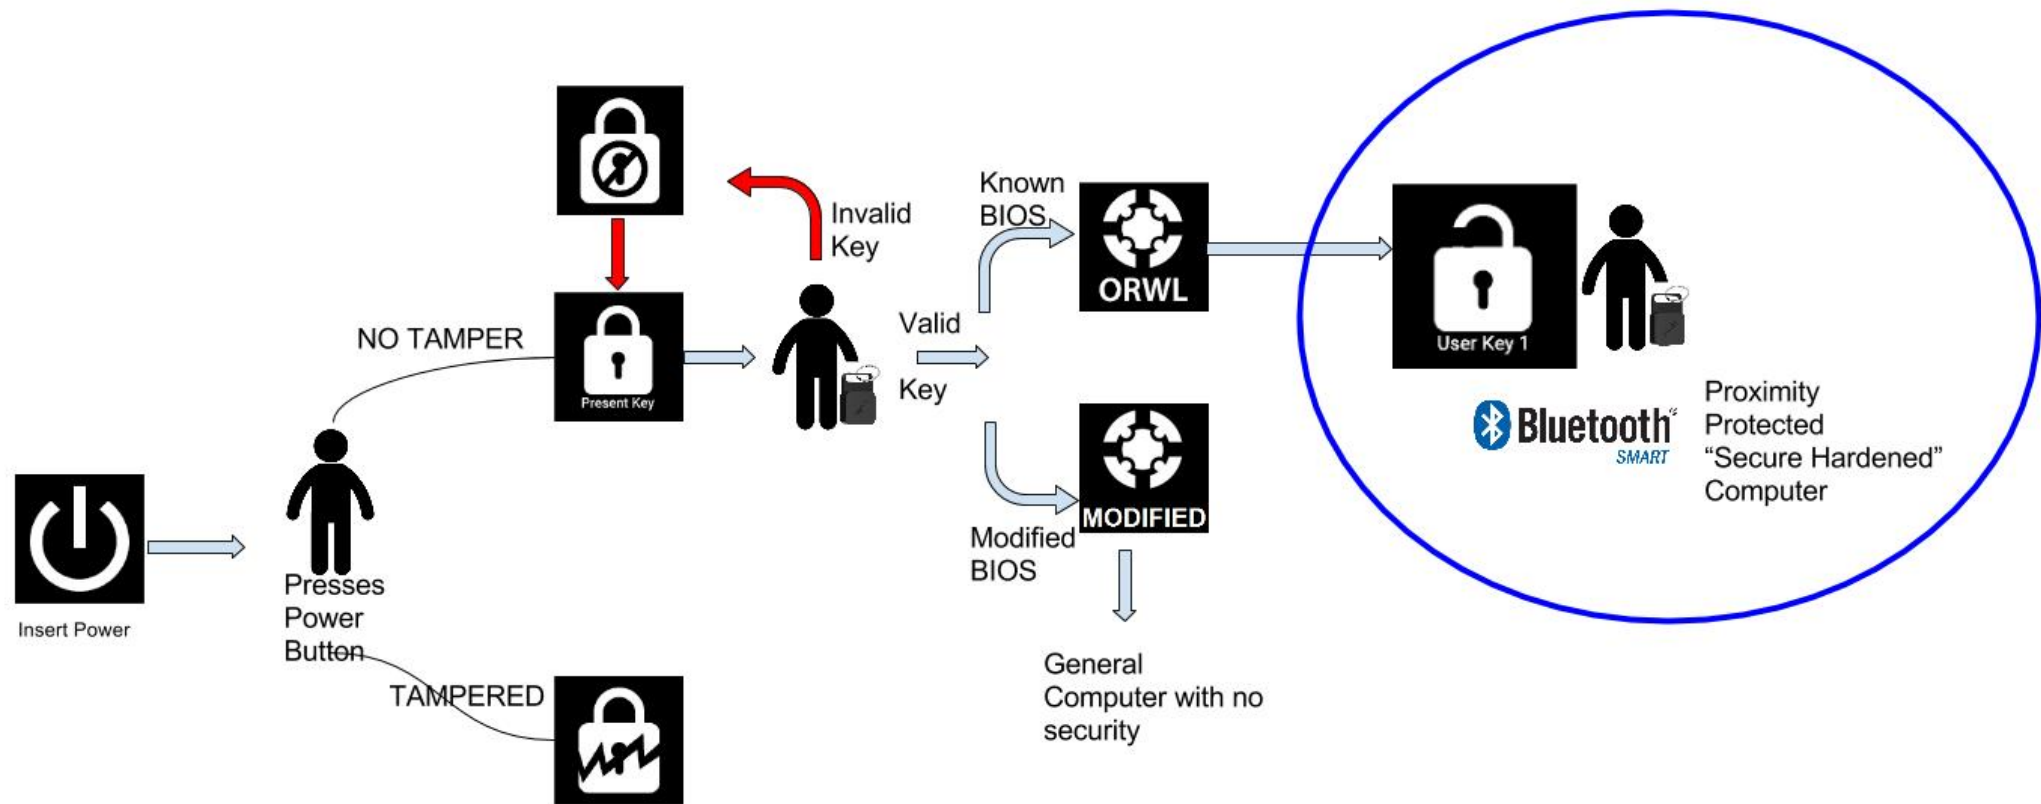 Insert Power
Presses
Power
Button
NO TAMPER
TAMPERED
Present Key
Invalid
Key
Valid
Key
Known
BIOS
ORWL
Modified
BIOS
MODIFIED
General
Computer with no
security
User Key 1
Bluetooth
SMART
Proximity
Protected
“Secure Hardened”
Computer